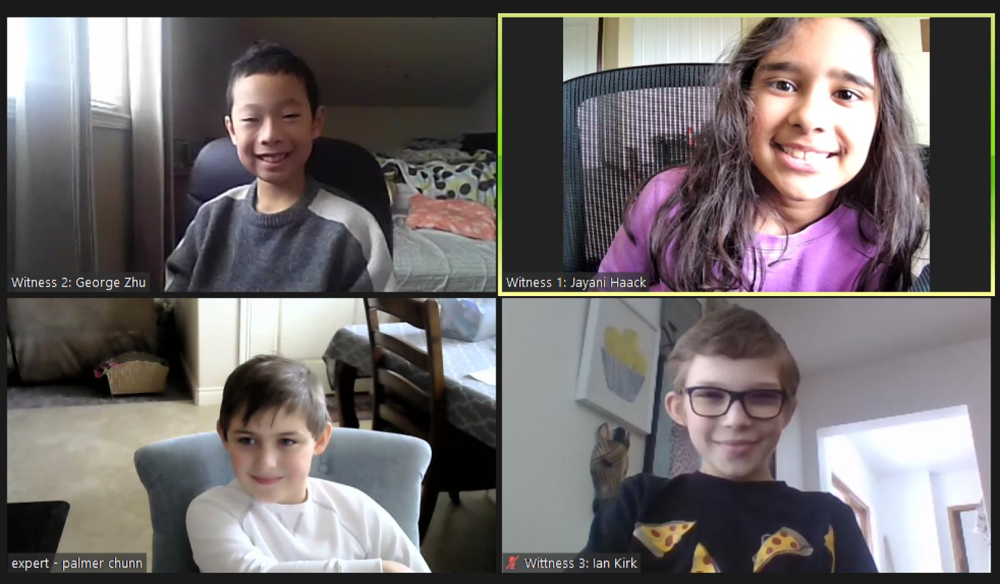 Witness 2: George Zhu
Witness 1: Jayani Haack
expert - palmer chunn
Wittness 3: Ian Kirk